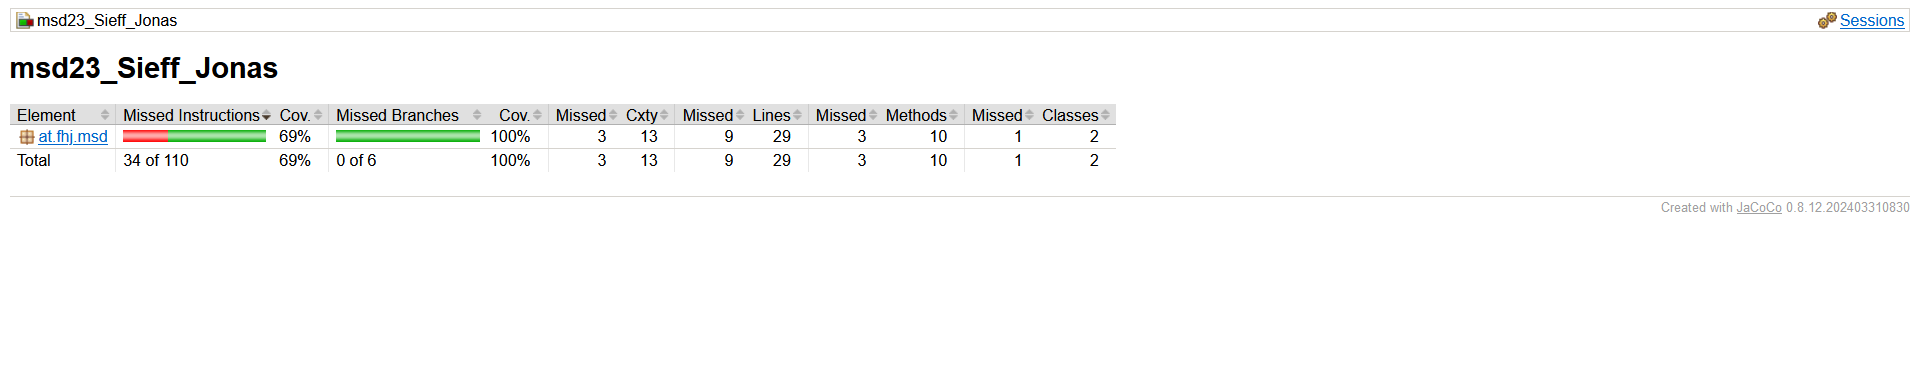 msd23_Sieff_Jonas Sessions
msd23_Sieff_Jonas
Element Missed Instructions Cov. Missed Branches Cov. Missed Cxty Missed Lines Missed Methods Missed Classes
at.fhj.msd 69% 100% 3 13 9 29 3 10 1 2
Total 34 of 110 69% 0 of 6 100% 3 13 9 29 3 10 1 2
Created with JaCoCo 0.8.12.202403310830